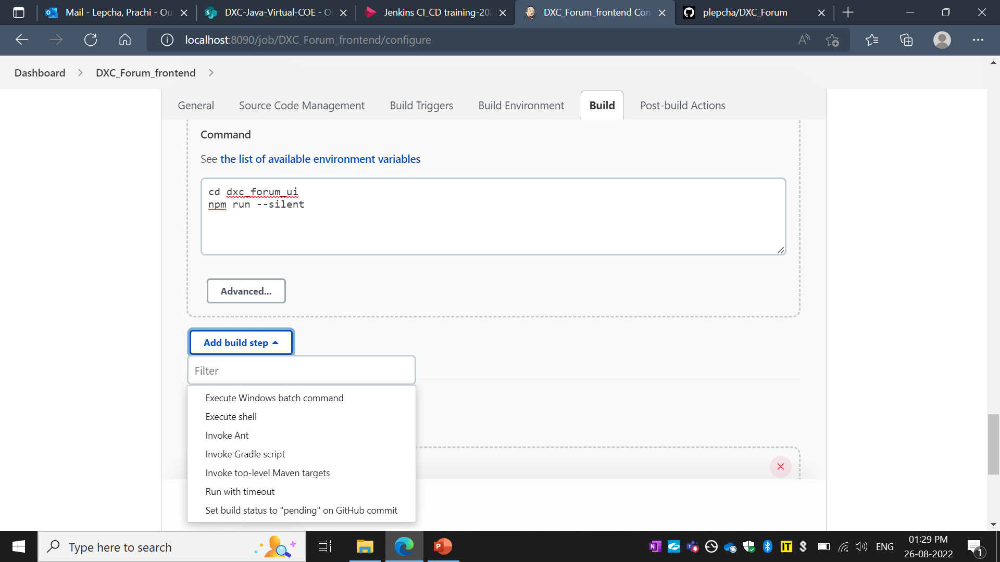 Mail - Lepcha, Prachi - Ou
DXC-Java-Virtual-COE - O
Jenkins CI_CD training-202
DXC_Forum_frontend Con
plepcha/DXC_Forum
localhost:8090/job/DXC_Forum_frontend/configure
Dashboard
DXC_Forum_frontend
General
Source Code Management
Build Triggers
Build Environment
Build
Post-build Actions
Command
See the list of available environment variables
cd dxc_forum_ui
npm run --silent
Advanced...
Add build step
Filter
Execute Windows batch command
Execute shell
Invoke Ant
Invoke Gradle script
Invoke top-level Maven targets
Run with timeout
Set build status to "pending" on GitHub commit
Type here to search
ENG
01:29 PM
26-08-2022
1